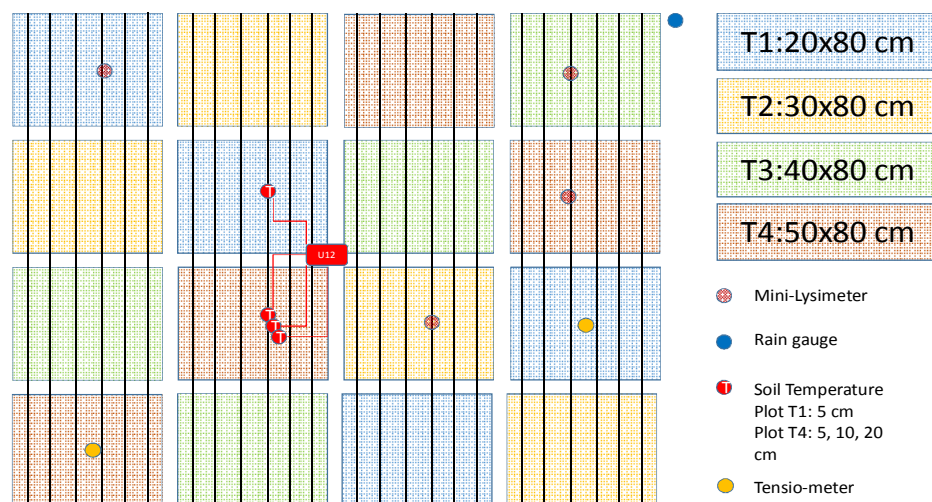 T1:20x80 cm
T2:30x80 cm
T3:40x80 cm
T4:50x80 cm
T
U12
T
T
T
Mini-Lysimeter
Rain gauge
T
Soil Temperature
Plot T1: 5 cm
Plot T4: 5, 10, 20
cm
Tensio-meter